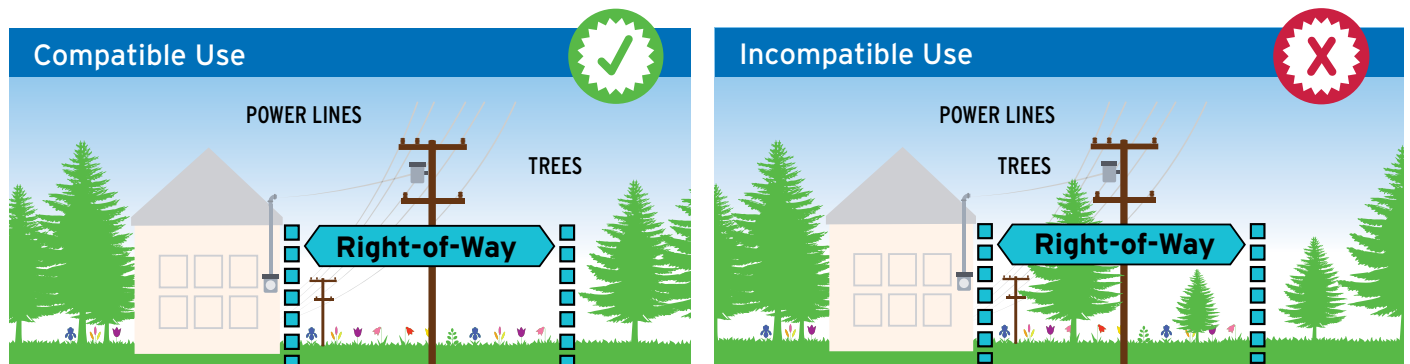 Compatible Use
POWER LINES
TREES
Right-of-Way
Incompatible Use
X
POWER LINES
TREES
Right-of-Way